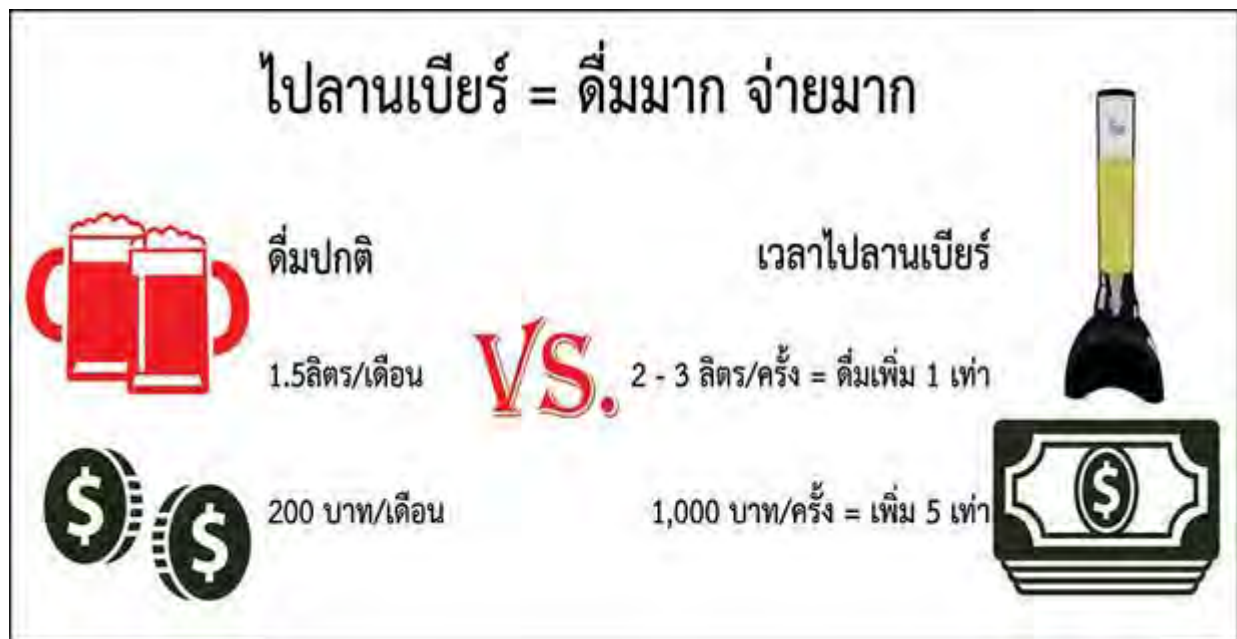 ไปลานเบียร์ = ดื่มมาก จ่ายมาก
ดื่มปกติ
เวลาไปลานเบียร์
1.5ลิตร/เดือน
VS.
2 - 3 ลิตร/ครั้ง = ดื่มเพิ่ม 1 เท่า
200 บาท/เดือน
1,000 บาท/ครั้ง = เพิ่ม 5 เท่า